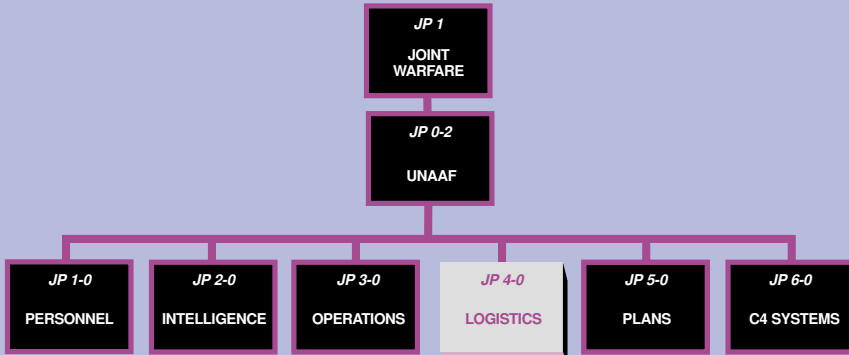 JP 1
JOINT
WARFARE
JP 0-2
UNAAF
JP 1-0
PERSONNEL
JP 2-0
INTELLIGENCE
JP 3-0
OPERATIONS
JP 4-0
LOGISTICS
JP 5-0
PLANS
JP 6-0
C4 SYSTEMS